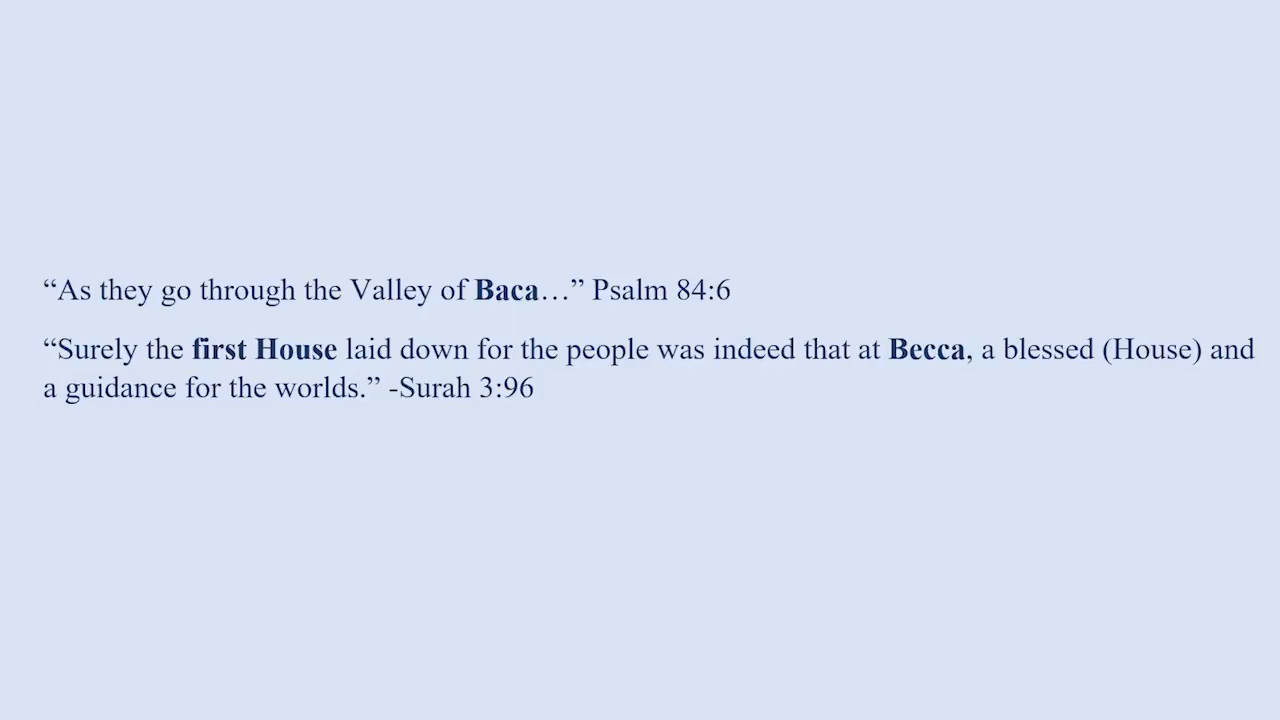 “As they go through the Valley of Baca…” Psalm 84:6
“Surely the first House laid down for the people was indeed that at Becca, a blessed (House) and
a guidance for the worlds.” -Surah 3:96